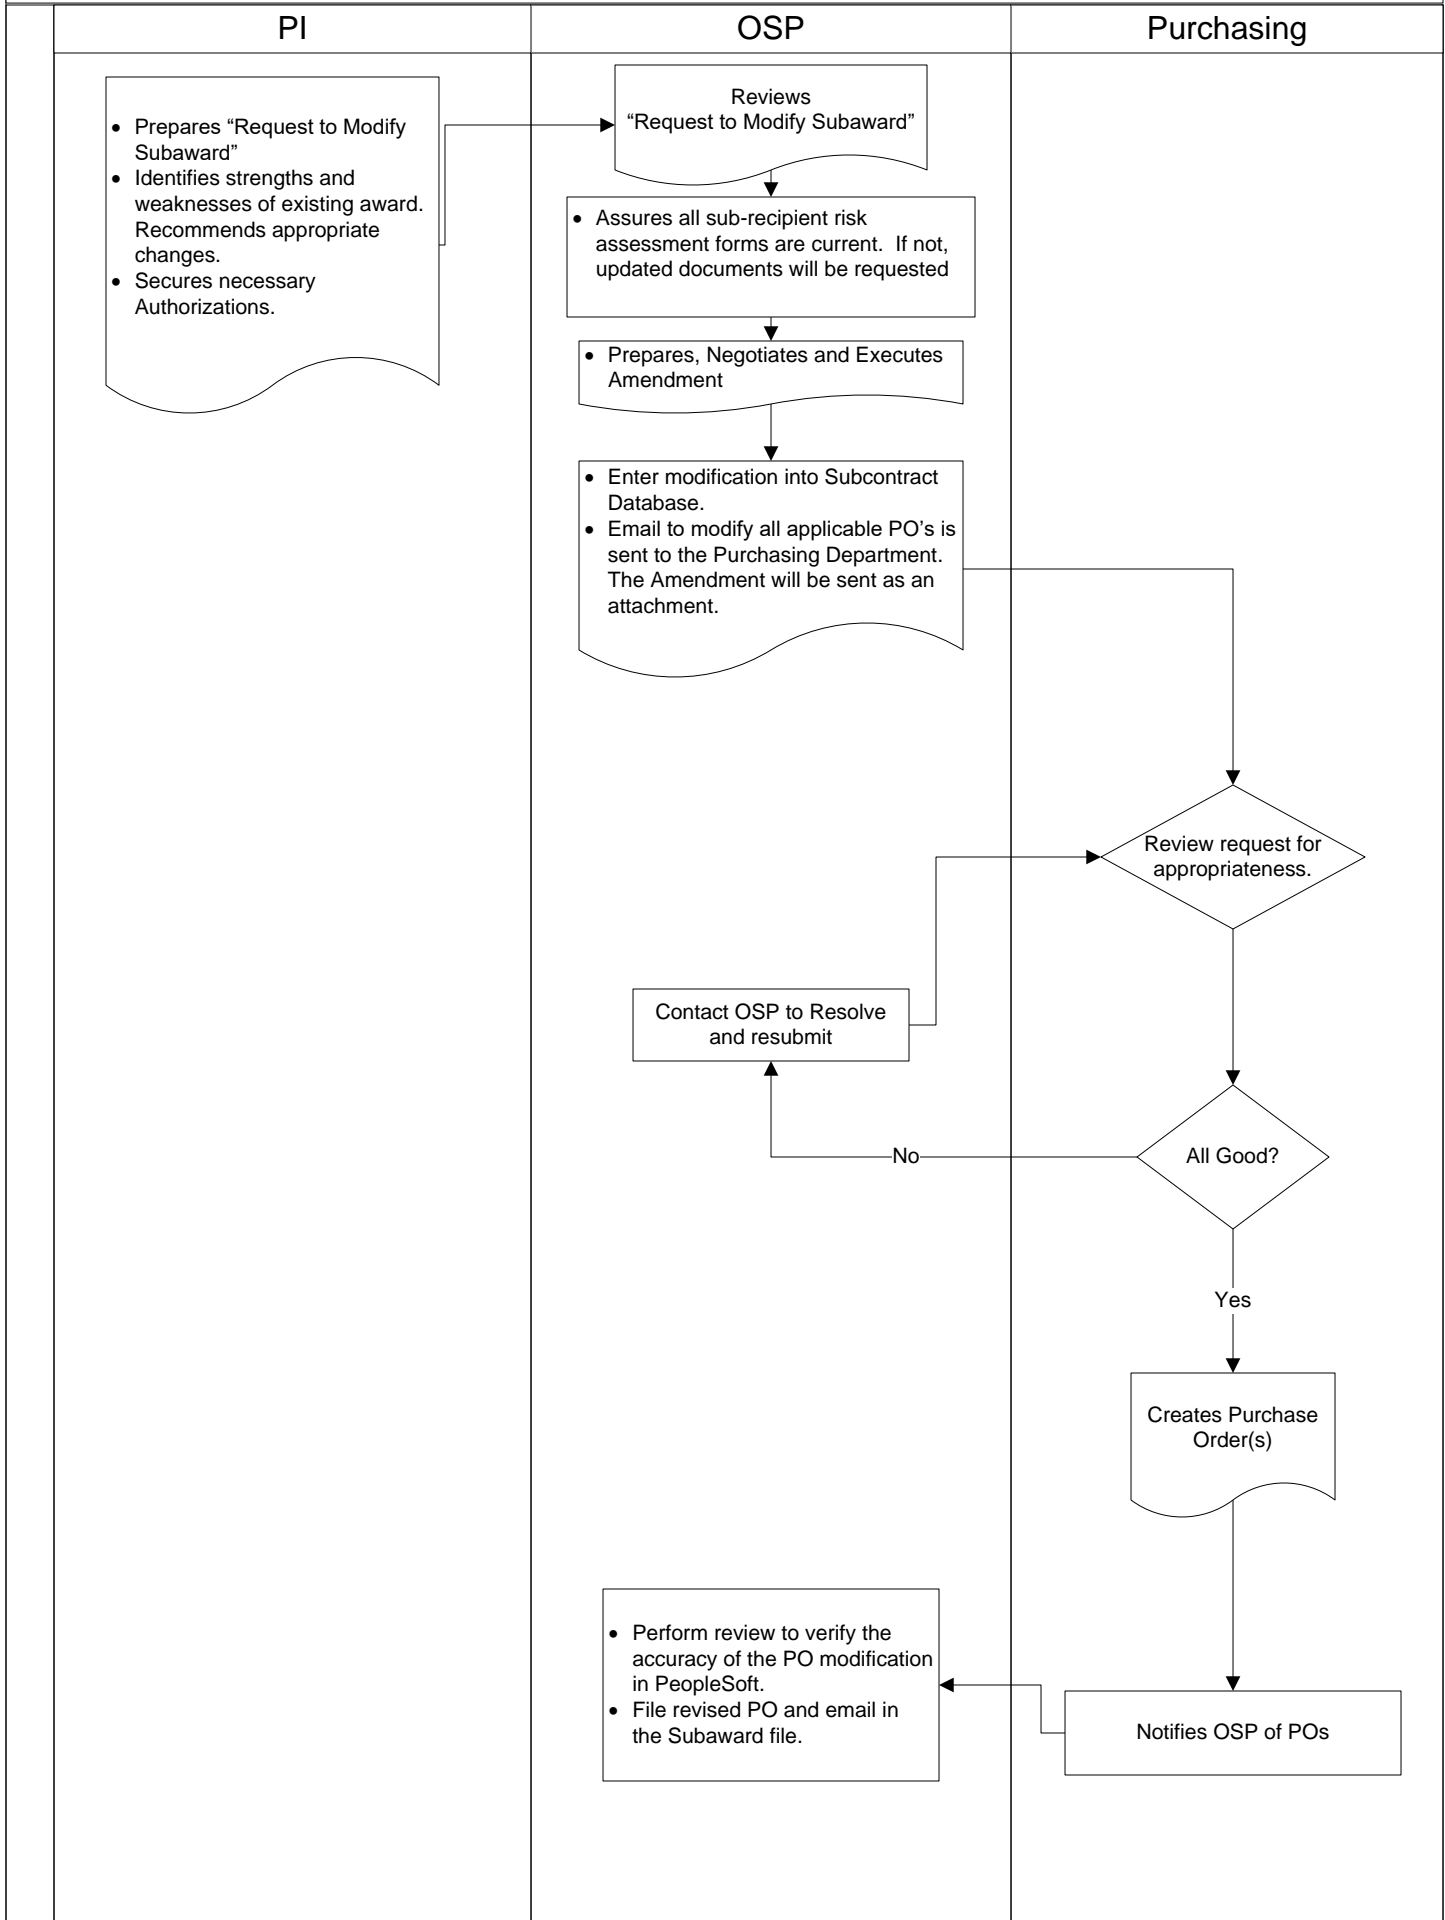 PI
OSP
Purchasing
• Prepares “Request to Modify
Subaward”
• Identifies strengths and
weaknesses of existing award.
Recommends appropriate
changes.
• Secures necessary
Authorizations.
Reviews
“Request to Modify Subaward”
• Assures all sub-recipient risk
assessment forms are current.  If not,
updated documents will be requested
• Prepares, Negotiates and Executes
Amendment
• Enter modification into Subcontract
Database.
• Email to modify all applicable PO’s is
sent to the Purchasing Department.
The Amendment will be sent as an
attachment.
Review request for
appropriateness.
Contact OSP to Resolve
and resubmit
No
All Good?
Yes
Creates Purchase
Order(s)
• Perform review to verify the
accuracy of the PO modification
in PeopleSoft.
• File revised PO and email in
the Subaward file.
Notifies OSP of POs